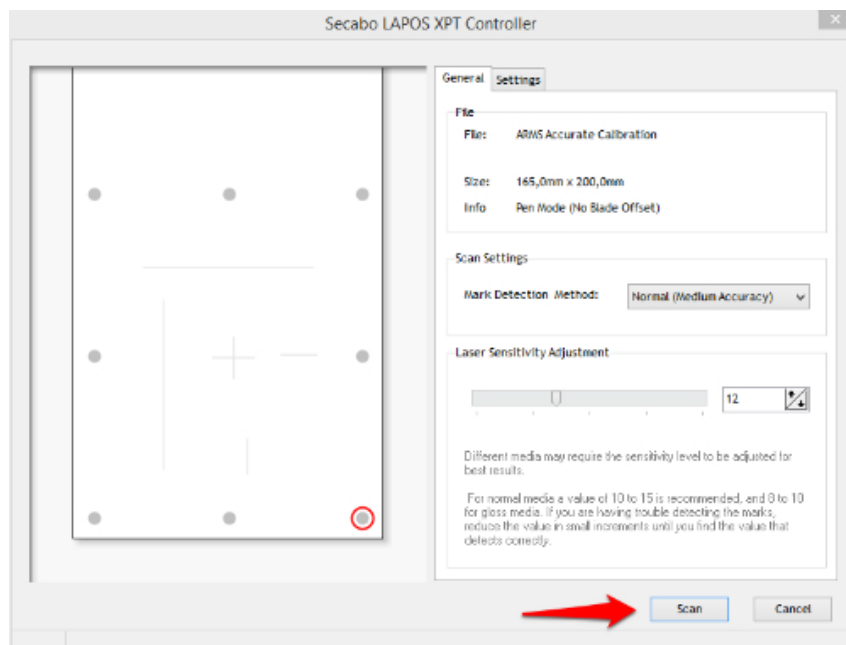 Secabo LAPOS XPT Controller
General Settings
File
File: ARMS Accurate Calibration
Size: 165,0mm x 200,0mm
Info Pen Mode (No Blade Offset)
Scan Settings
Mark Detection Method: Normal (Medium Accuracy)
Laser Sensitivity Adjustment
12
Different media may require the sensitivity level to be adjusted for
best results.
For normal media a value of 10 to 15 is recommended, and 8 to 10
for gloss media. If you are having trouble detecting the marks,
reduce the value in small increments until you find the value that
detects correctly.
Scan Cancel